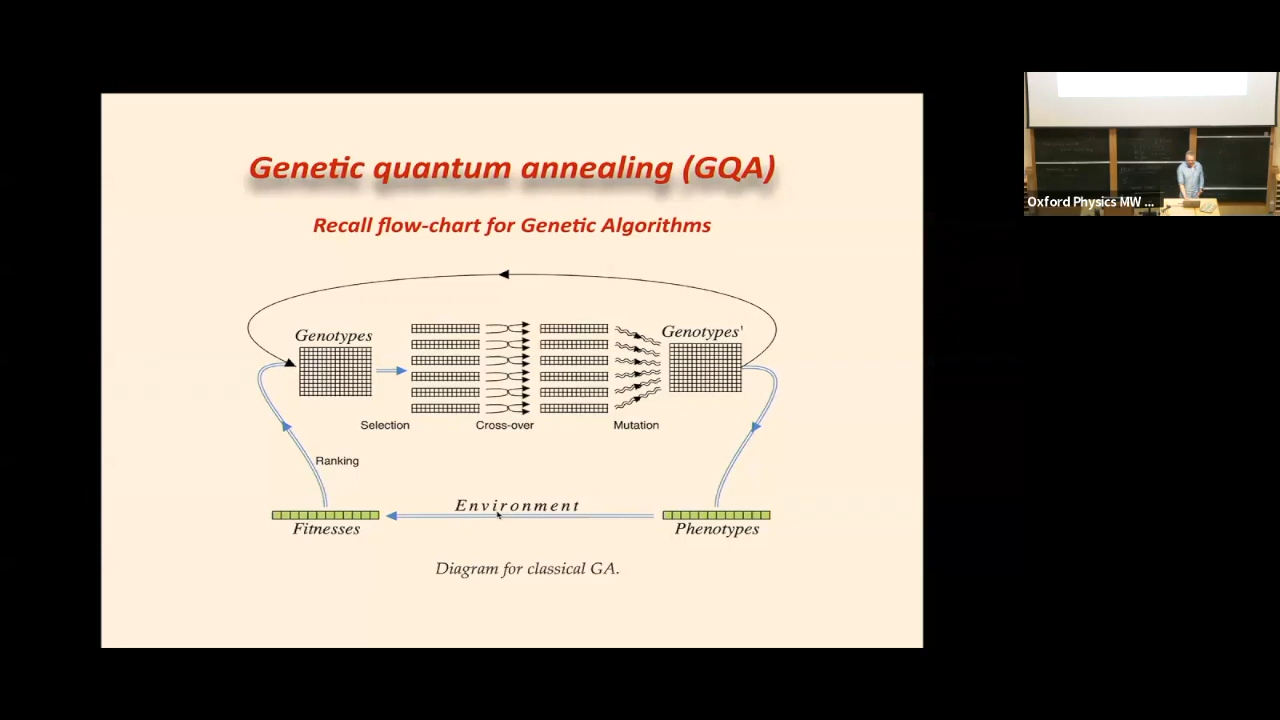 Genetic quantum annealing (GQA)
Recall flow-chart for Genetic Algorithms
Genotypes
Genotypes'
Selection
Cross-over
Mutation
Ranking
Environment
Fitnesses
Phenotypes
Diagram for classical GA.
Oxford Physics MW ...